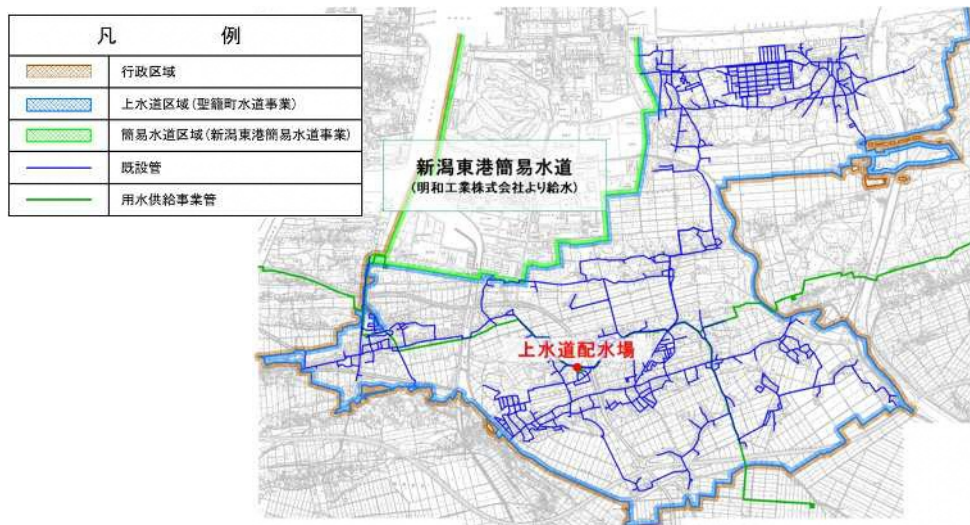 凡 例
行政区域
上水道区域(聖籠町水道事業)
簡易水道区域(新潟東港簡易水道事業)
既設管
用水供給事業管
新潟東港簡易水道
(明和工業株式会社より給水)
上水道配水場